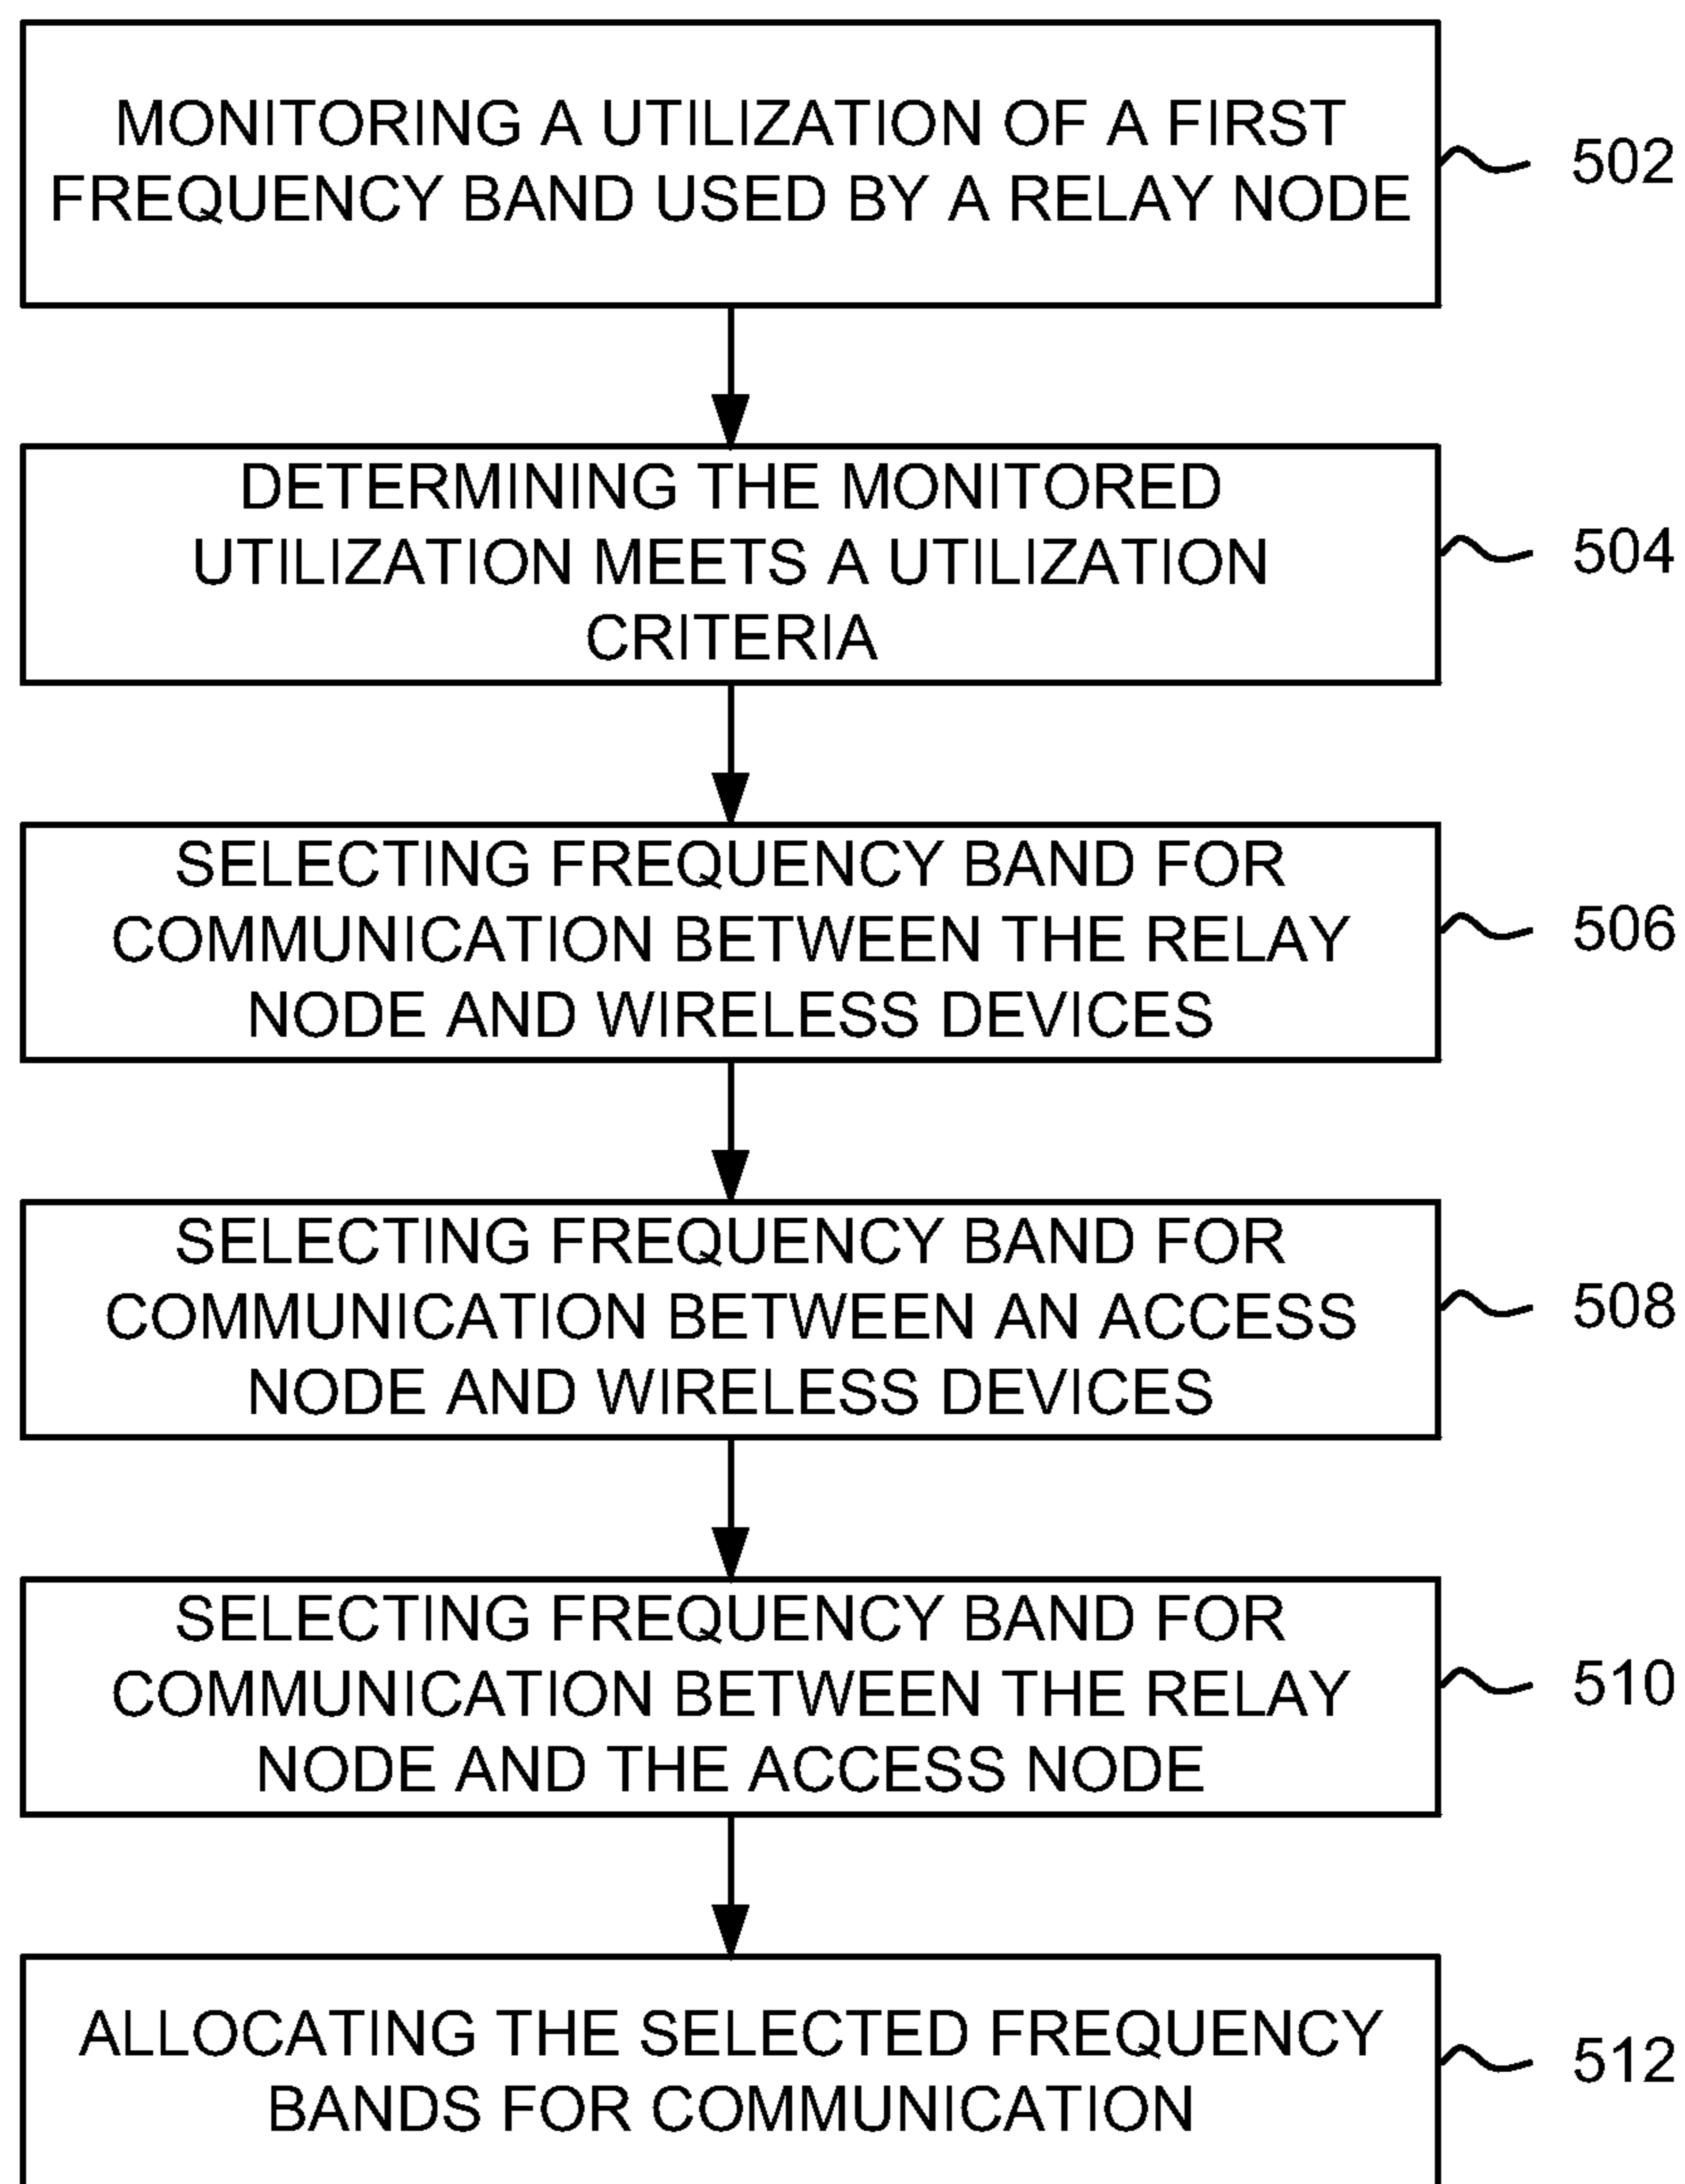 MONITORING A UTILIZATION OF A FIRST
FREQUENCY BAND USED BY A RELAY NODE
502
DETERMINING THE MONITORED
UTILIZATION MEETS A UTILIZATION
CRITERIA
504
SELECTING FREQUENCY BAND FOR
COMMUNICATION BETWEEN THE RELAY
NODE AND WIRELESS DEVICES
506
SELECTING FREQUENCY BAND FOR
COMMUNICATION BETWEEN AN ACCESS
NODE AND WIRELESS DEVICES
508
SELECTING FREQUENCY BAND FOR
COMMUNICATION BETWEEN THE RELAY
NODE AND THE ACCESS NODE
510
ALLOCATING THE SELECTED FREQUENCY
BANDS FOR COMMUNICATION
512